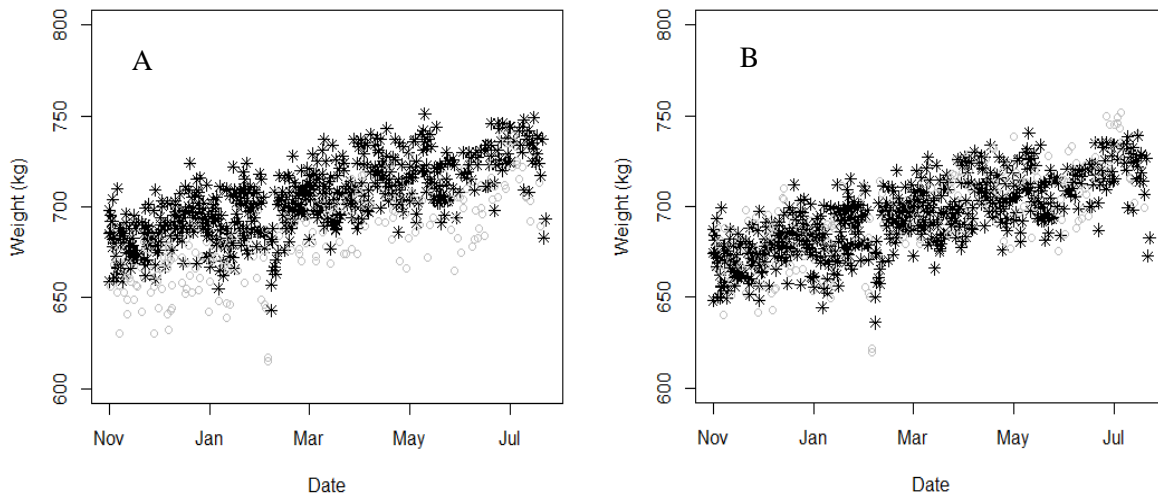 A
Weight (kg)
800
750
700
650
600
Nov
Jan
Mar
May
Jul
Date
B
Weight (kg)
800
750
700
650
600
Nov
Jan
Mar
May
Jul
Date